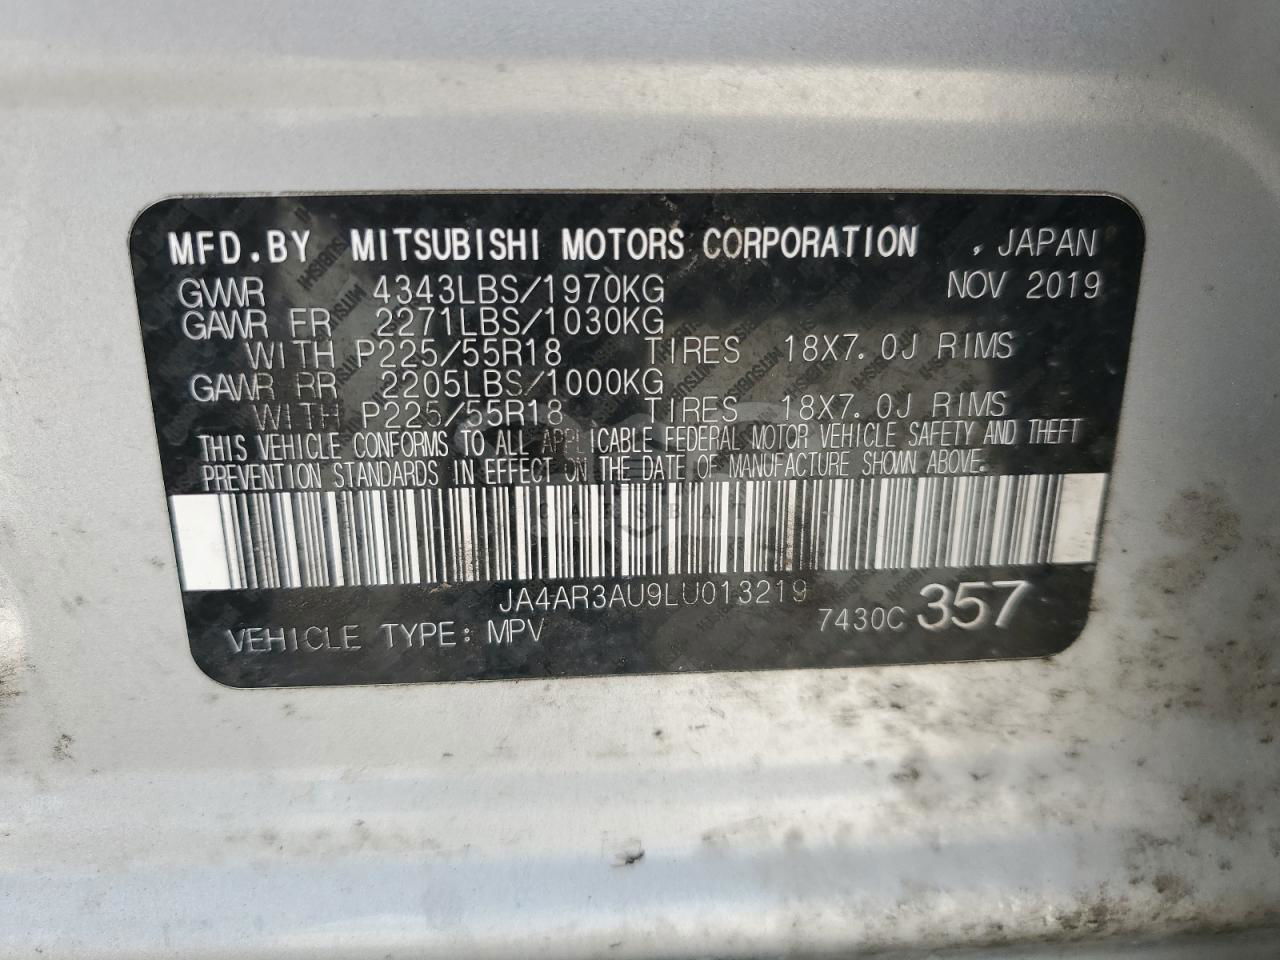 MFD.BY MITSUBISHI MOTORS CORPORATION , JAPAN
GVWR 4343LBS/1970KG NOV 2019
GAWR FR 2271LBS/1030KG
WITH P225/55R18 TIRES 18X7.0J RIMS
GAWR RR 2205LBS/1000KG
WITH P225/55R18 TIRES 18X7.0J RIMS
THIS VEHICLE CONFORMS TO ALL APPLICABLE FEDERAL MOTOR VEHICLE SAFETY AND THEFT
PREVENTION STANDARDS IN EFFECT ON THE DATE OF MANUFACTURE SHOWN ABOVE.
JA4AR3AU9LU013219
VEHICLE TYPE: MPV 7430C 357